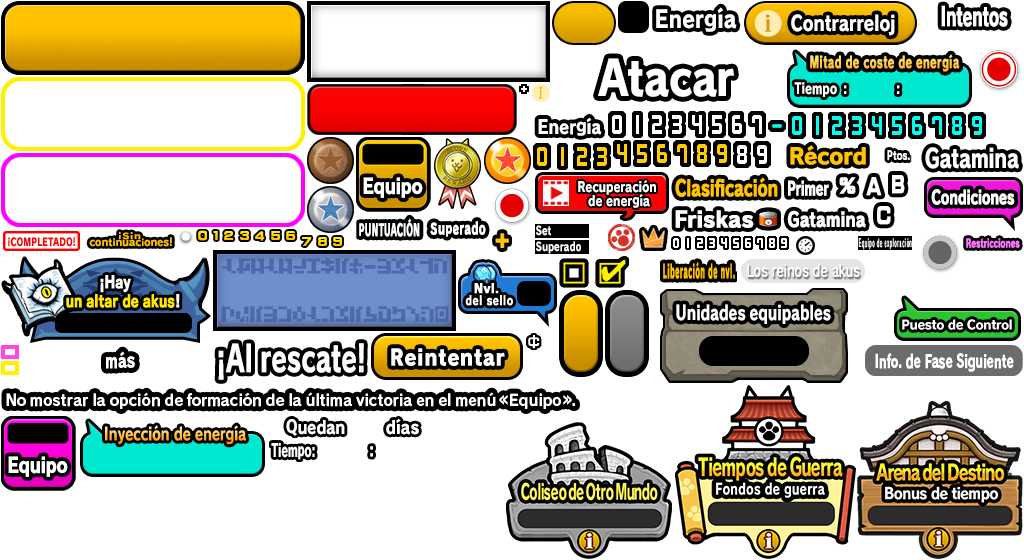 Energía
i Contrarreloj
Intentos
Atacar
Mitad de coste de energía
Tiempo : :
i
Energía 01234567-0123456789
012345678989
Récord
Ptos.
Gatamina
Equipo
Recuperación
de energía
Clasificación
Primer % A B
Condiciones
Friskas
Gatamina C
PUNTUACIÓN
Superado
Set
Superado
0123456789
Equipo de exploración
Restricciones
¡COMPLETADO!
¡Sin
continuaciones!
0123456
789
¡Hay
un altar de akus!
Nvl.
del sello
Liberación de nvl.
Los reinos de akus
Unidades equipables
Puesto de Control
más
¡Al rescate!
Reintentar
Info. de Fase Siguiente
No mostrar la opción de formación de la última victoria en el menú «Equipo».
Equipo
Inyección de energía
Quedan días
Tiempo: :
Coliseo de Otro Mundo
i
Tiempos de Guerra
Fondos de guerra
i
Arena del Destino
Bonus de tiempo
i